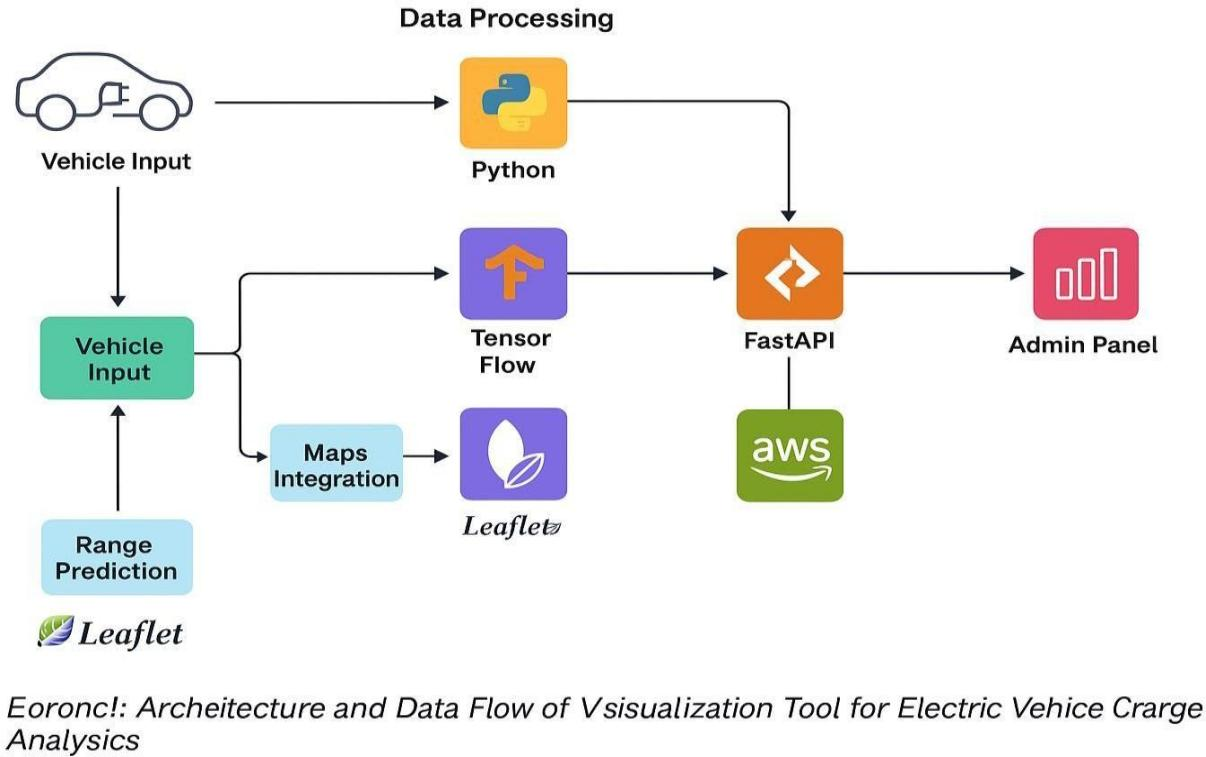 Data Processing
Vehicle Input
Python
Vehicle
Input
Tensor
Flow
FastAPI
Admin Panel
Maps
Integration
Leaflet
aws
Range
Prediction
Leaflet
Eoronc!: Archeitecture and Data Flow of Vsisualization Tool for Electric Vehice Crarge
Analysics